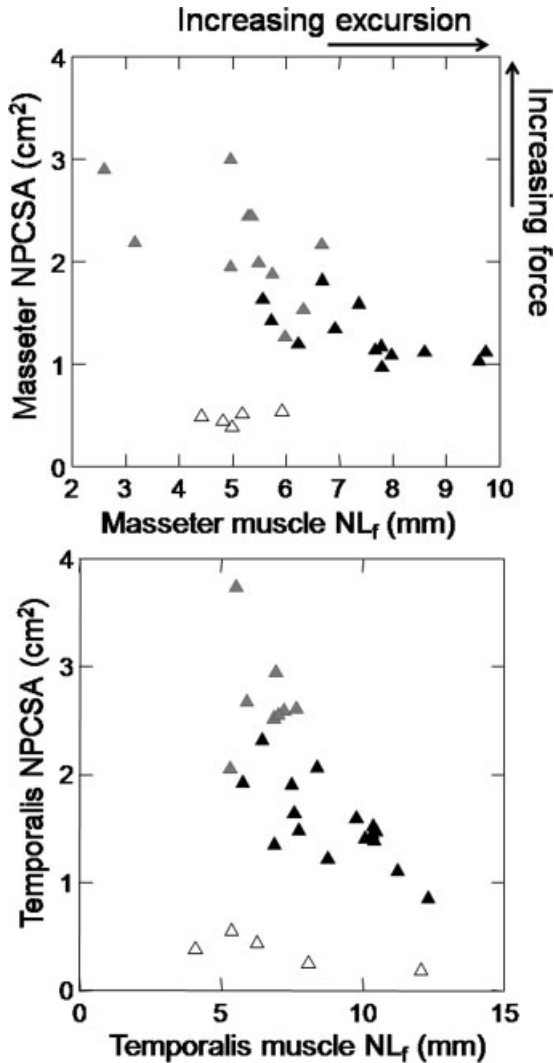 Increasing excursion
Increasing force
Masseter NPCSA (cm²)
4
3
2
1
0
2 3 4 5 6 7 8 9 10
Masseter muscle NLf (mm)
Temporalis NPCSA (cm²)
4
3
2
1
0
0 5 10 15
Temporalis muscle NLf (mm)